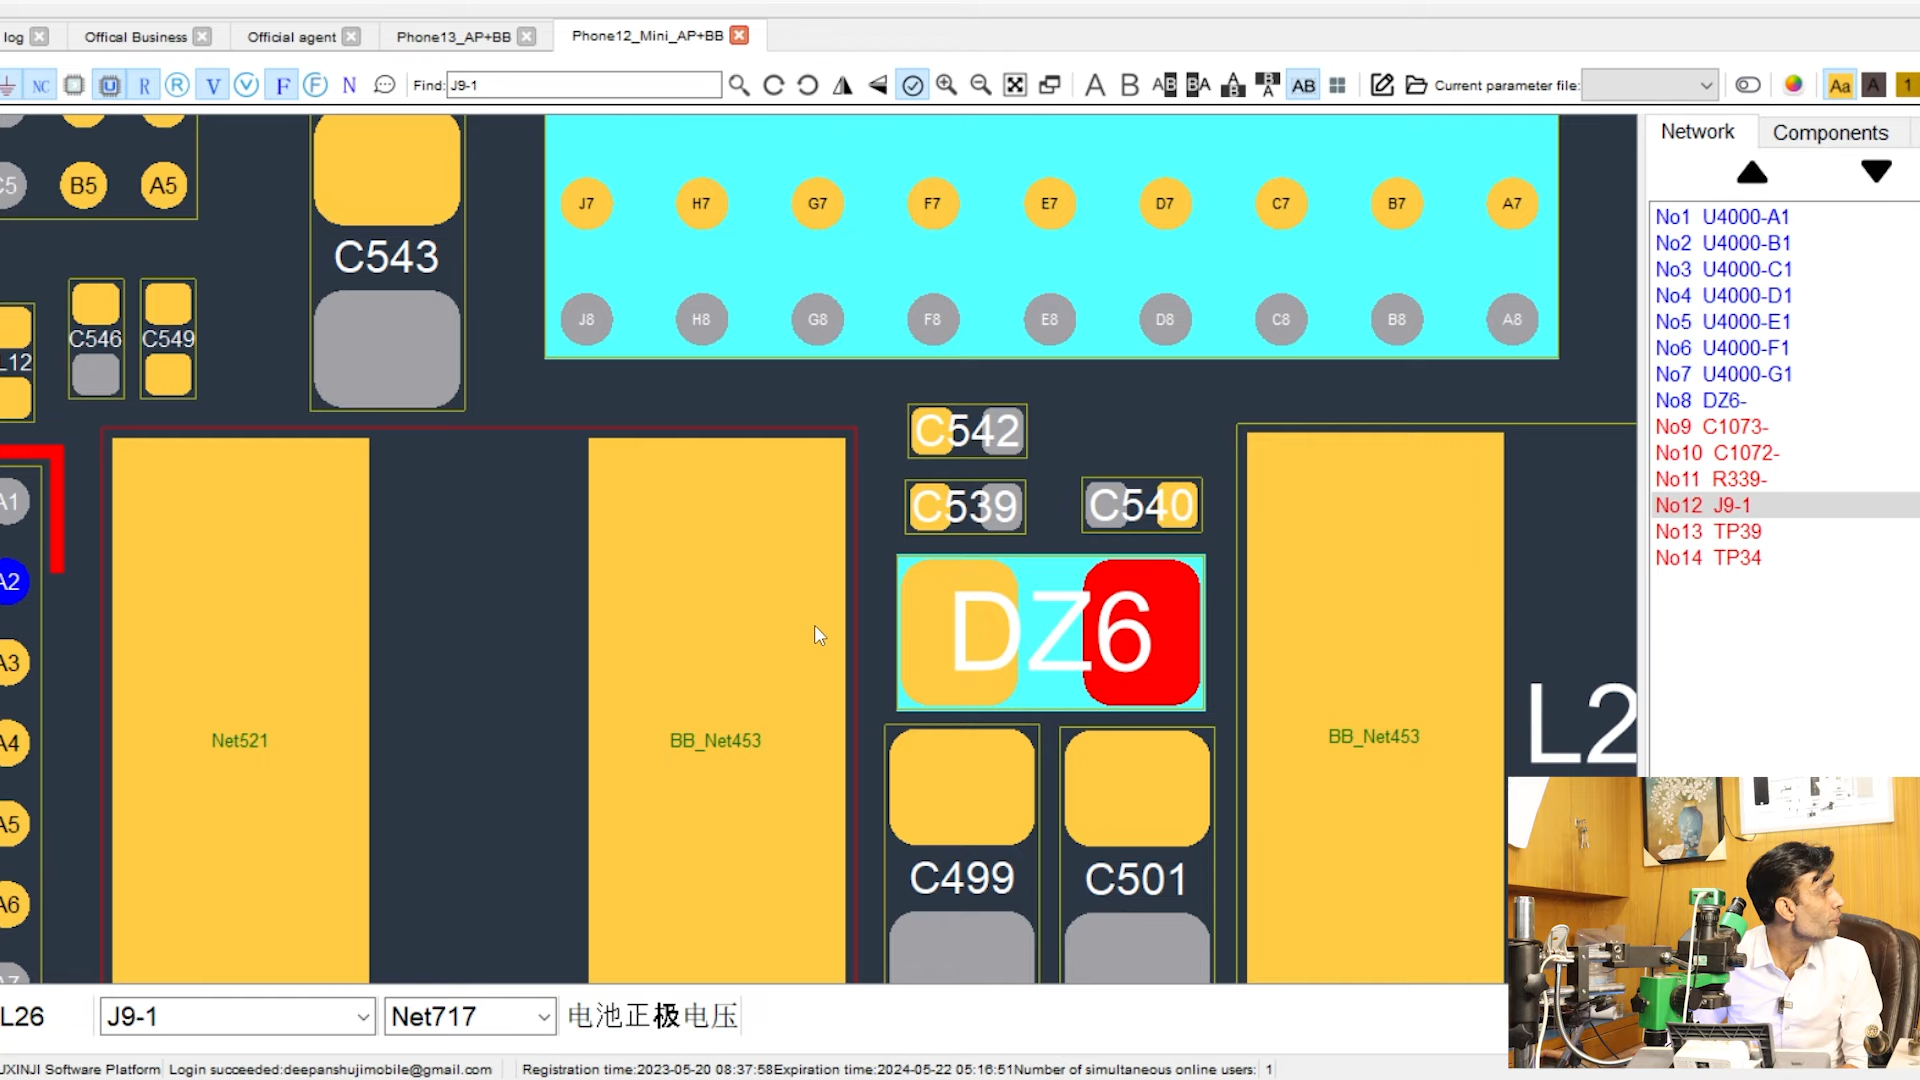 log
Offical Business
Official agent
Phone13_AP+BB
Phone12_Mini_AP+BB
NC
R
R
V
V
F
F
N
Find: J9-1
A
B
AB
BA
AB
Current parameter file:
Aa
A
1
Network
Components
No1 U4000-A1
No2 U4000-B1
No3 U4000-C1
No4 U4000-D1
No5 U4000-E1
No6 U4000-F1
No7 U4000-G1
No8 DZ6-
No9 C1073-
No10 C1072-
No11 R339-
No12 J9-1
No13 TP39
No14 TP34
C5
B5
A5
C543
C546
C549
L12
J7
H7
G7
F7
E7
D7
C7
B7
A7
J8
H8
G8
F8
E8
D8
C8
B8
A8
C542
C539
C540
DZ6
A1
A2
A3
A4
A5
A6
A7
Net521
BB_Net453
BB_Net453
L2
C499
C501
L26
J9-1
Net717
电池正极电压
JXINJI Software Platform
Login succeeded:deepanshujimobile@gmail.com
Registration time:2023-05-20 08:37:58Expiration time:2024-05-22 05:16:51Number of simultaneous online users: 1